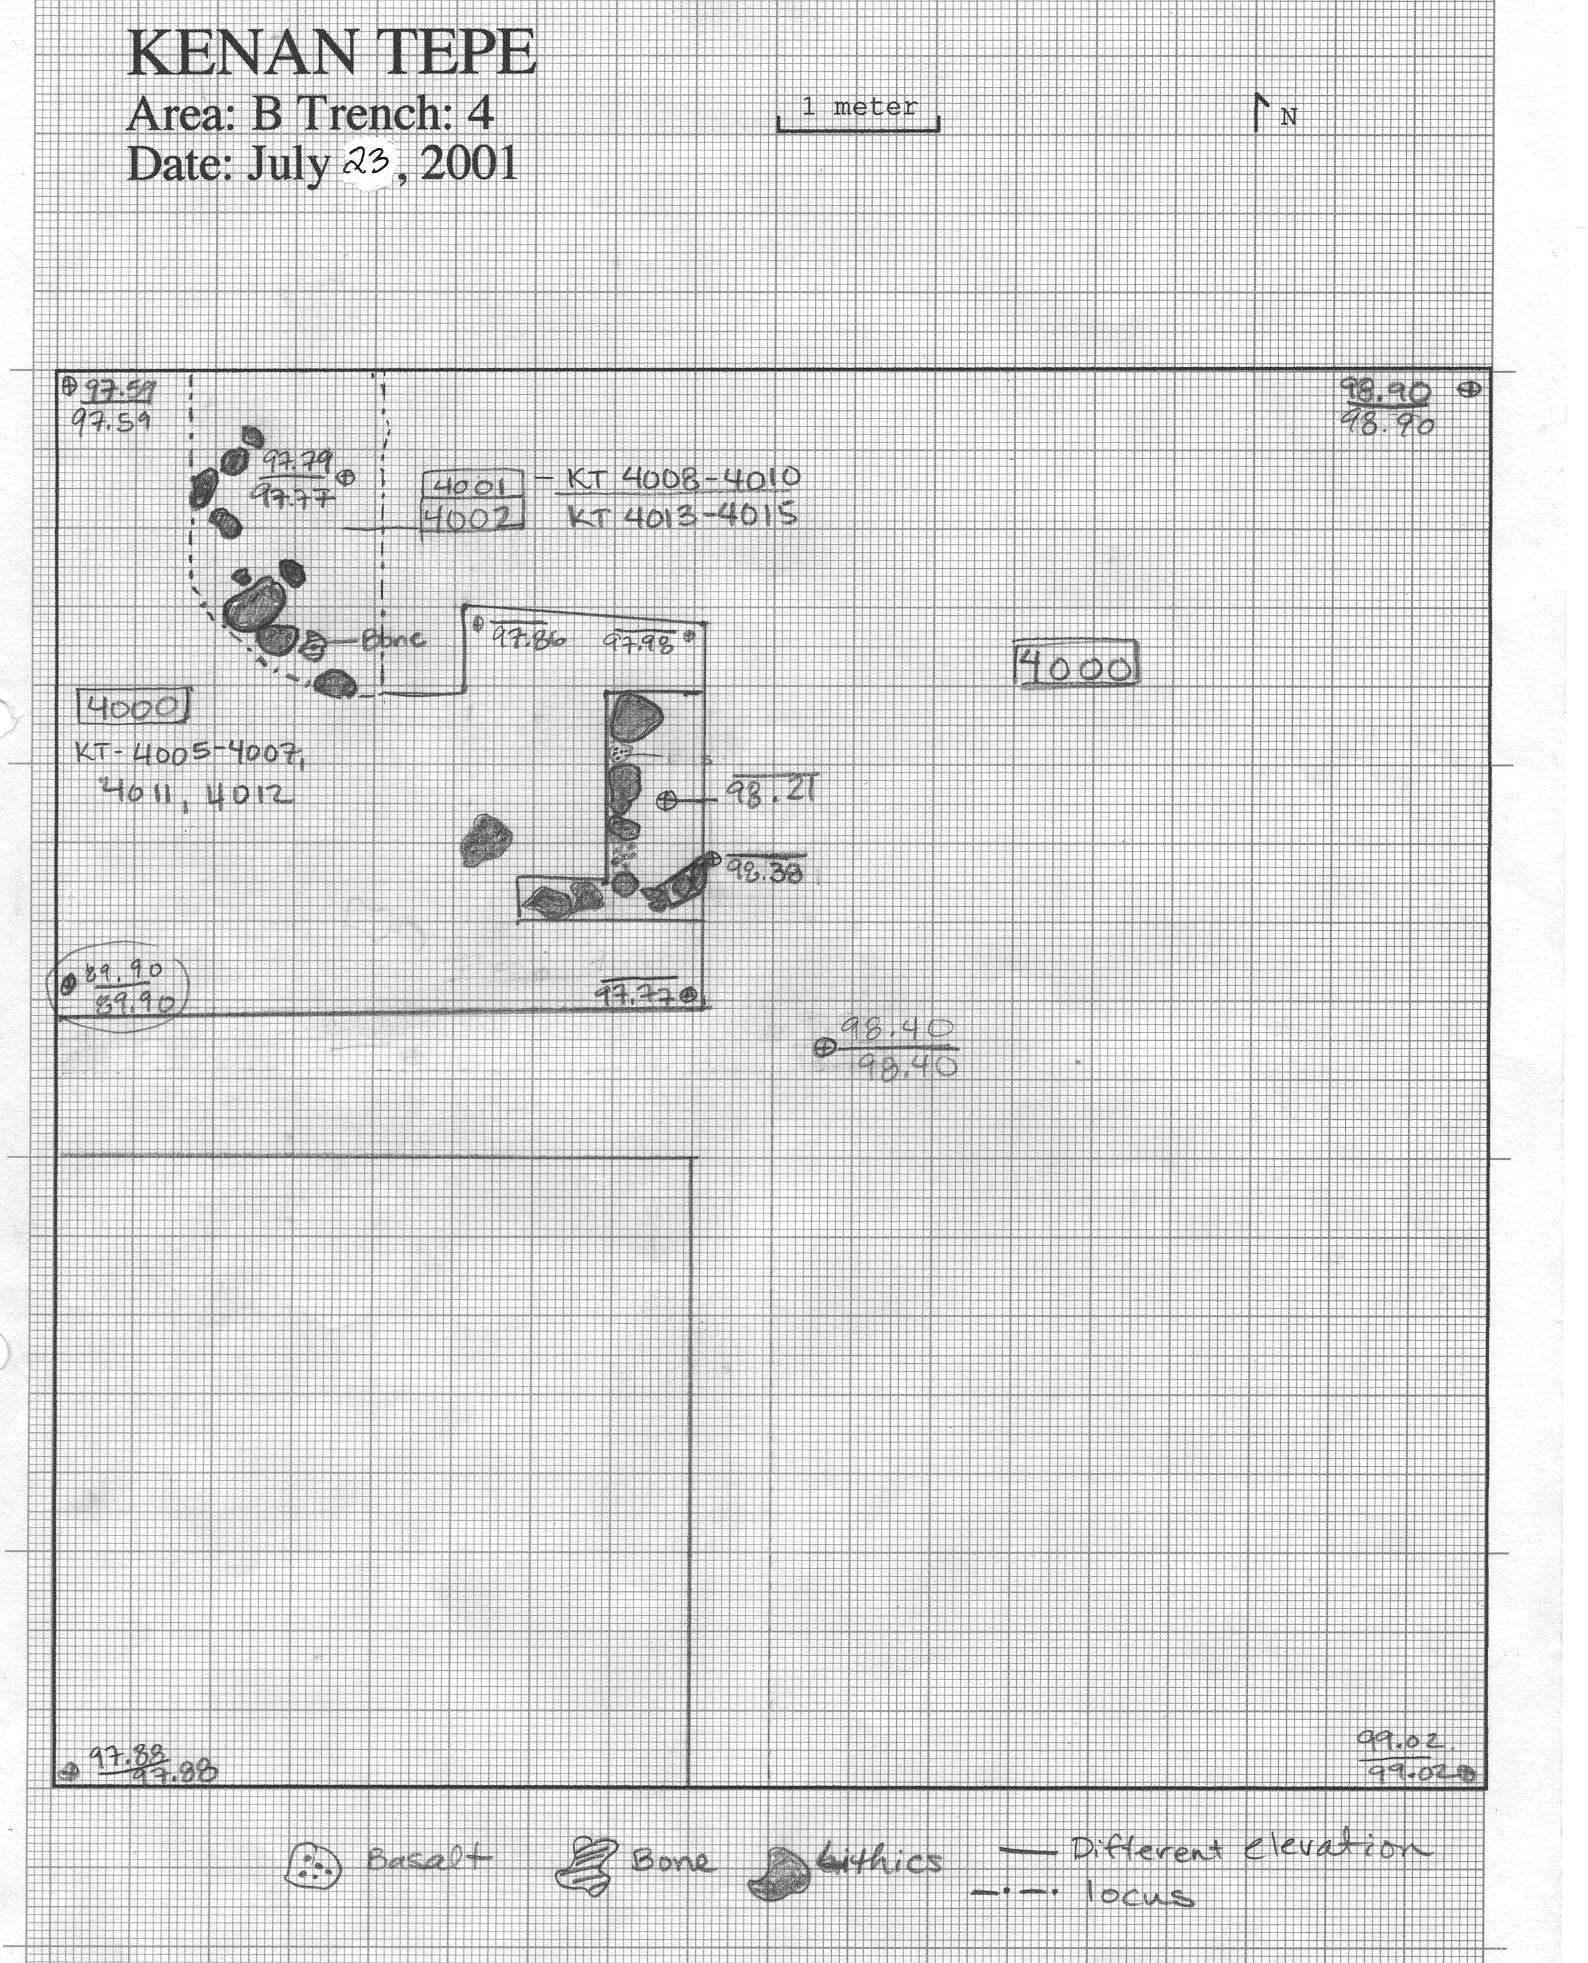 KENAN TEPE
Area: B Trench: 4
Date: July 23, 2001
1 meter
N
97.59
97.59
98.90
98.90
97.79
97.77
4001 - KT 4008-4010
4002 KT 4013-4015
Bone
97.86
97.98
4000
4000
KT-4005-4007,
4011, 4012
98.21
98.38
89.90
89.90
97.77
98.40
98.40
97.88
97.88
99.02
99.02
Basalt
Bone
Lithics
Different elevation
locus